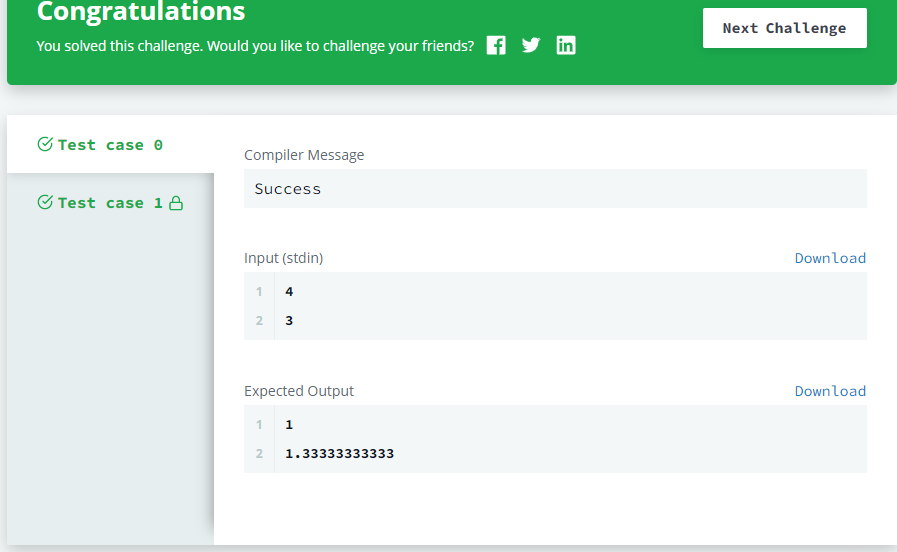 Congratulations
You solved this challenge. Would you like to challenge your friends?
Next Challenge
Test case 0
Test case 1
Compiler Message
Success
Input (stdin)
Download
1 4
2 3
Expected Output
Download
1 1
2 1.33333333333